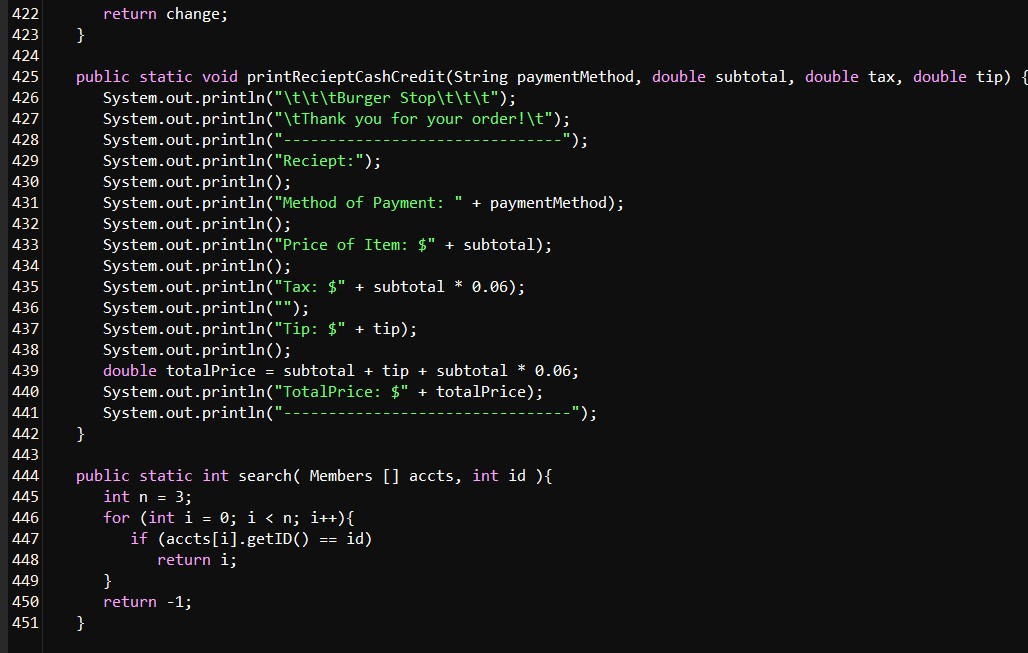 422 return change;
423 }
424
425 public static void printRecieptCashCredit(String paymentMethod, double subtotal, double tax, double tip) {
426 System.out.println("\t\t\tBurger Stop\t\t\t");
427 System.out.println("\tThank you for your order!\t");
428 System.out.println("-------------------------------");
429 System.out.println("Reciept:");
430 System.out.println();
431 System.out.println("Method of Payment: " + paymentMethod);
432 System.out.println();
433 System.out.println("Price of Item: $" + subtotal);
434 System.out.println();
435 System.out.println("Tax: $" + subtotal * 0.06);
436 System.out.println("");
437 System.out.println("Tip: $" + tip);
438 System.out.println();
439 double totalPrice = subtotal + tip + subtotal * 0.06;
440 System.out.println("TotalPrice: $" + totalPrice);
441 System.out.println("--------------------------------");
442 }
443
444 public static int search( Members [] accts, int id ){
445 int n = 3;
446 for (int i = 0; i < n; i++){
447 if (accts[i].getID() == id)
448 return i;
449 }
450 return -1;
451 }